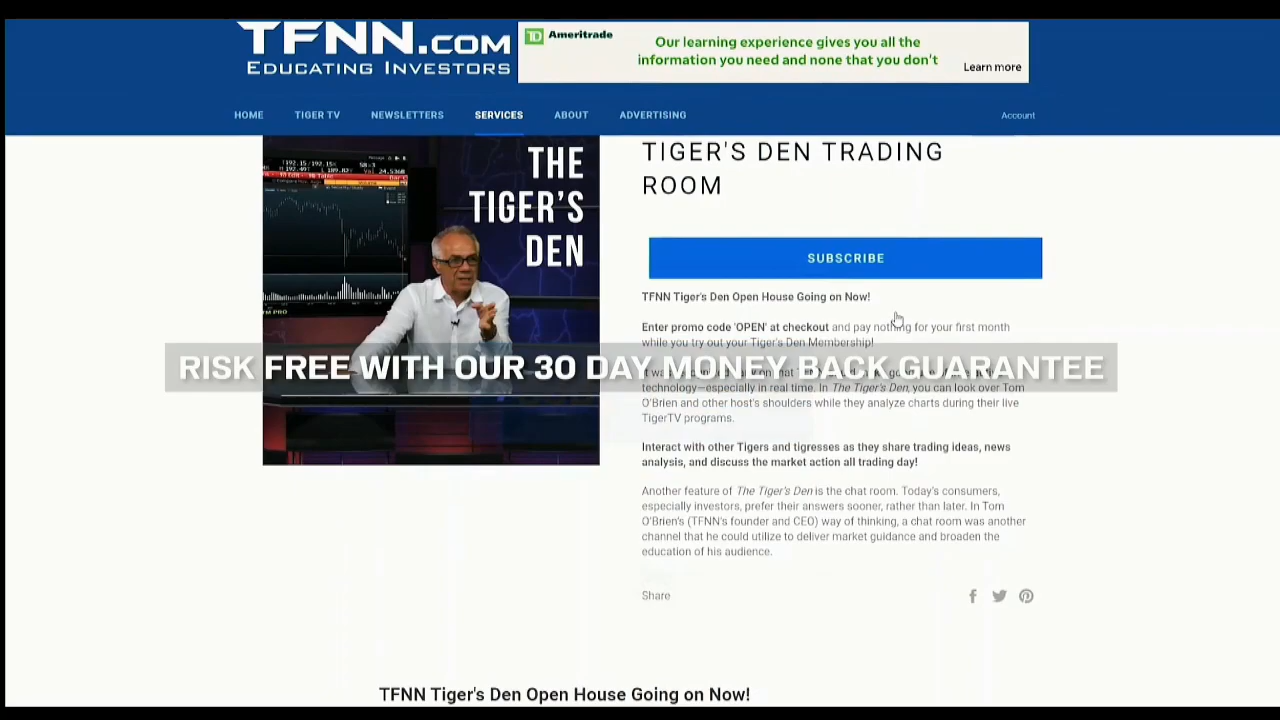 TFNN.COM
EDUCATING INVESTORS
TD Ameritrade
Our learning experience gives you all the
information you need and none that you don't
Learn more
HOME TIGER TV NEWSLETTERS SERVICES ABOUT ADVERTISING Account
THE
TIGER'S
DEN
TIGER'S DEN TRADING
ROOM
SUBSCRIBE
TFNN Tiger's Den Open House Going on Now!
Enter promo code 'OPEN' at checkout and pay nothing for your first month
while you try out your Tiger's Den Membership!
RISK FREE WITH OUR 30 DAY MONEY BACK GUARANTEE
technology—especially in real time. In The Tiger's Den, you can look over Tom
O'Brien and other host's shoulders while they analyze charts during their live
TigerTV programs.
Interact with other Tigers and tigresses as they share trading ideas, news
analysis, and discuss the market action all trading day!
Another feature of The Tiger's Den is the chat room. Today's consumers,
especially investors, prefer their answers sooner, rather than later. In Tom
O'Brien's (TFNN's founder and CEO) way of thinking, a chat room was another
channel that he could utilize to deliver market guidance and broaden the
education of his audience.
Share
TFNN Tiger's Den Open House Going on Now!